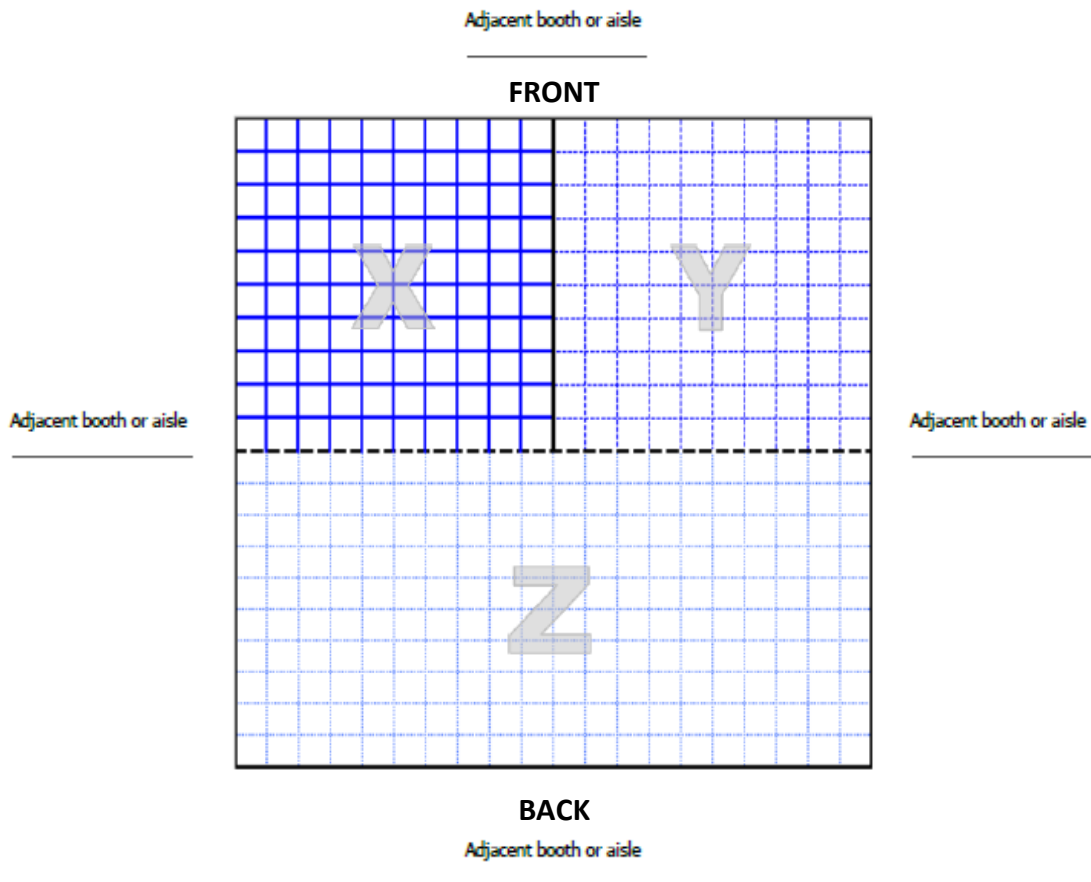 Adjacent booth or aisle
FRONT
X
Y
Adjacent booth or aisle
Adjacent booth or aisle
Z
BACK
Adjacent booth or aisle